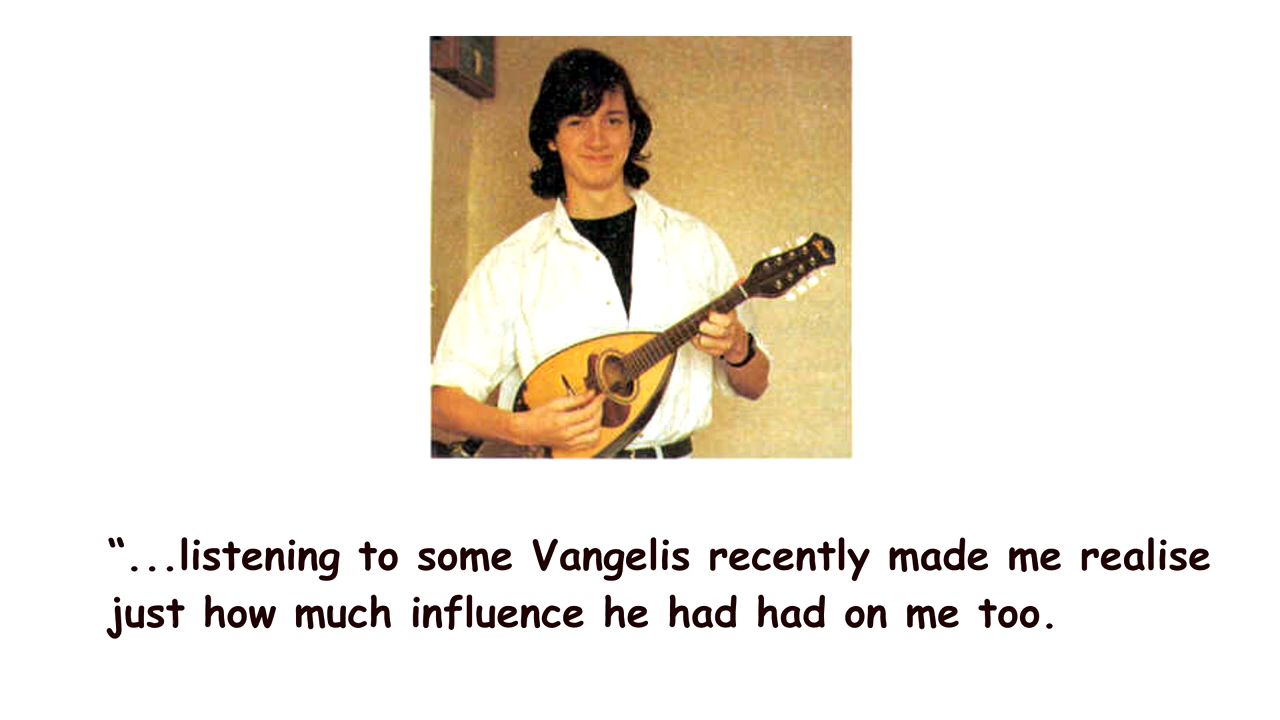 “...listening to some Vangelis recently made me realise
just how much influence he had had on me too.